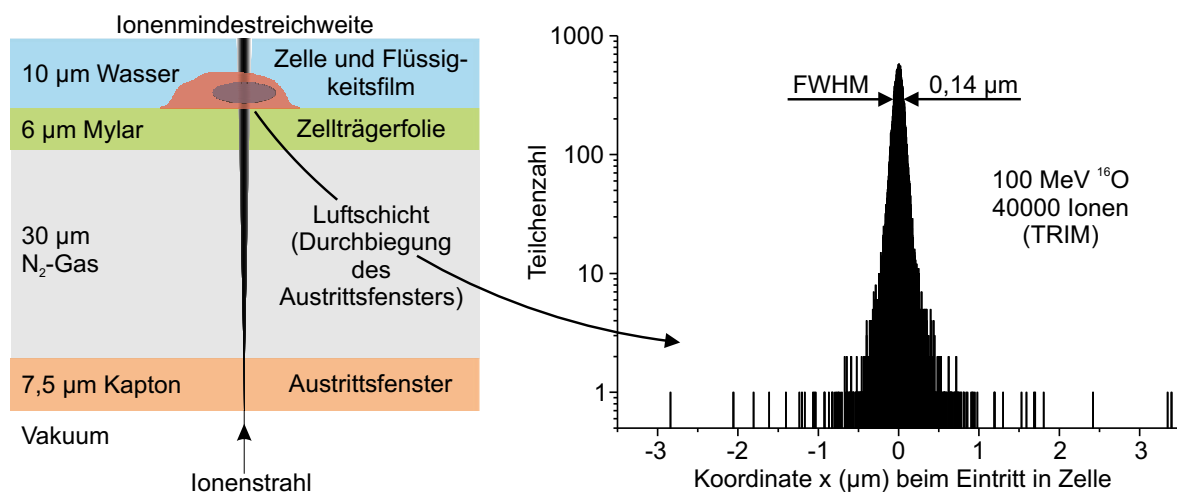 Ionenmindestreichweite
10 µm Wasser
Zelle und Flüssig-
keitsfilm
6 µm Mylar
Zellträgerfolie
30 µm
N₂-Gas
Luftschicht
(Durchbiegung
des
Austrittsfensters)
7,5 µm Kapton
Austrittsfenster
Vakuum
Ionenstrahl
Teilchenzahl
1000
100
10
1
FWHM
0,14 µm
100 MeV ¹⁶O
40000 Ionen
(TRIM)
-3 -2 -1 0 1 2 3
Koordinate x (µm) beim Eintritt in Zelle